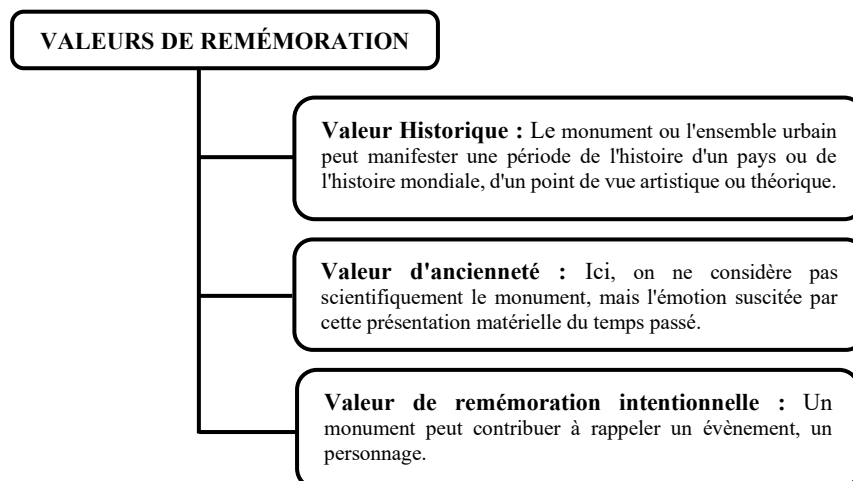 VALEURS DE REMÉMORATION
Valeur Historique : Le monument ou l'ensemble urbain
peut manifester une période de l'histoire d'un pays ou de
l'histoire mondiale, d'un point de vue artistique ou théorique.
Valeur d'ancienneté : Ici, on ne considère pas
scientifiquement le monument, mais l'émotion suscitée par
cette présentation matérielle du temps passé.
Valeur de remémoration intentionnelle : Un
monument peut contribuer à rappeler un évènement, un
personnage.